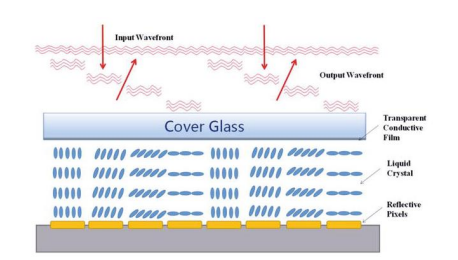 Input Wavefront
Output Wavefront
Cover Glass
Transparent
Conductive
Film
Liquid
Crystal
Reflective
Pixels